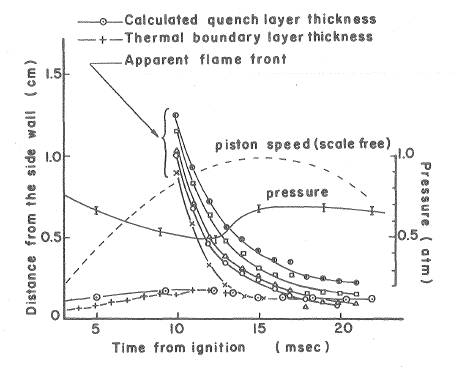 Calculated quench layer thickness
Thermal boundary layer thickness
Apparent flame front
piston speed (scale free)
pressure
Distance from the side wall (cm)
1.5
1.0
0.5
0
Pressure (atm)
1.0
0.5
5
10
15
20
Time from ignition (msec)